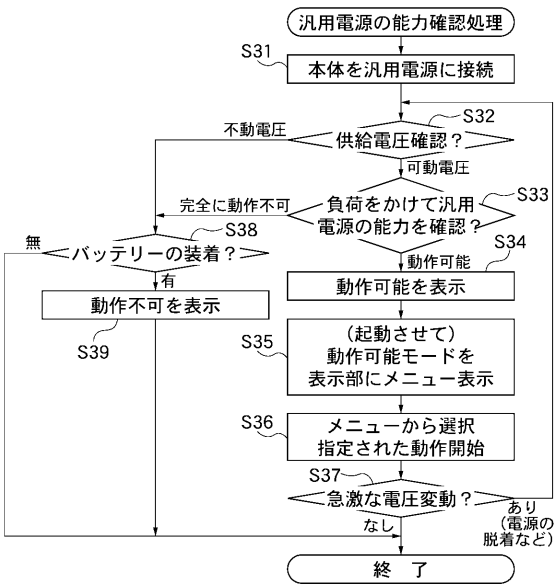 汎用電源の能力確認処理
S31
本体を汎用電源に接続
S32
供給電圧確認？
不動電圧
可動電圧
S33
負荷をかけて汎用
電源の能力を確認？
完全に動作不可
S38
無
バッテリーの装着？
有
動作可能
S34
動作可能を表示
動作不可を表示
S39
S35
（起動させて）
動作可能モードを
表示部にメニュー表示
S36
メニューから選択
指定された動作開始
S37
急激な電圧変動？
あり
（電源の
脱着など）
なし
終　了